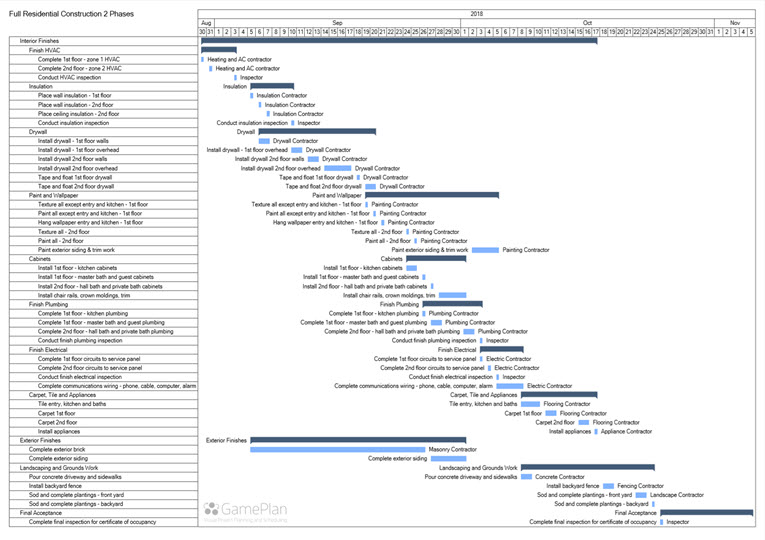 Full Residential Construction 2 Phases
2018
Aug Sep Oct Nov
30 31 1 2 3 4 5 6 7 8 9 10 11 12 13 14 15 16 17 18 19 20 21 22 23 24 25 26 27 28 29 30 1 2 3 4 5 6 7 8 9 10 11 12 13 14 15 16 17 18 19 20 21 22 23 24 25 26 27 28 29 30 31 1 2 3 4 5
Interior Finishes
Finish HVAC
Complete 1st floor - zone 1 HVAC Heating and AC contractor
Complete 2nd floor - zone 2 HVAC Heating and AC contractor
Conduct HVAC inspection Inspector
Insulation Insulation
Place wall insulation - 1st floor Insulation Contractor
Place wall insulation - 2nd floor Insulation Contractor
Place ceiling insulation - 2nd floor Insulation Contractor
Conduct insulation inspection Conduct insulation inspection Inspector
Drywall Drywall
Install drywall - 1st floor walls Drywall Contractor
Install drywall - 1st floor overhead Install drywall - 1st floor overhead Drywall Contractor
Install drywall 2nd floor walls Install drywall 2nd floor walls Drywall Contractor
Install drywall 2nd floor overhead Install drywall 2nd floor overhead Drywall Contractor
Tape and float 1st floor drywall Tape and float 1st floor drywall Drywall Contractor
Tape and float 2nd floor drywall Tape and float 2nd floor drywall Drywall Contractor
Paint and Wallpaper Paint and Wallpaper
Texture all except entry and kitchen - 1st floor Texture all except entry and kitchen - 1st floor Painting Contractor
Paint all except entry and kitchen - 1st floor Paint all except entry and kitchen - 1st floor Painting Contractor
Hang wallpaper entry and kitchen - 1st floor Hang wallpaper entry and kitchen - 1st floor Painting Contractor
Texture all - 2nd floor Texture all - 2nd floor Painting Contractor
Paint all - 2nd floor Paint all - 2nd floor Painting Contractor
Paint exterior siding & trim work Paint exterior siding & trim work Painting Contractor
Cabinets Cabinets
Install 1st floor - kitchen cabinets Install 1st floor - kitchen cabinets
Install 1st floor - master bath and guest cabinets Install 1st floor - master bath and guest cabinets
Install 2nd floor - hall bath and private bath cabinets Install 2nd floor - hall bath and private bath cabinets
Install chair rails, crown moldings, trim Install chair rails, crown moldings, trim
Finish Plumbing Finish Plumbing
Complete 1st floor - kitchen plumbing Complete 1st floor - kitchen plumbing Plumbing Contractor
Complete 1st floor - master bath and guest plumbing Complete 1st floor - master bath and guest plumbing Plumbing Contractor
Complete 2nd floor - hall bath and private bath plumbing Complete 2nd floor - hall bath and private bath plumbing Plumbing Contractor
Conduct finish plumbing inspection Conduct finish plumbing inspection Inspector
Finish Electrical Finish Electrical
Complete 1st floor circuits to service panel Complete 1st floor circuits to service panel Electric Contractor
Complete 2nd floor circuits to service panel Complete 2nd floor circuits to service panel Electric Contractor
Conduct finish electrical inspection Conduct finish electrical inspection Inspector
Complete communications wiring - phone, cable, computer, alarm Complete communications wiring - phone, cable, computer, alarm Electric Contractor
Carpet, Tile and Appliances Carpet, Tile and Appliances
Tile entry, kitchen and baths Tile entry, kitchen and baths Flooring Contractor
Carpet 1st floor Carpet 1st floor Flooring Contractor
Carpet 2nd floor Carpet 2nd floor Flooring Contractor
Install appliances Install appliances Appliance Contractor
Exterior Finishes Exterior Finishes
Complete exterior brick Masonry Contractor
Complete exterior siding Complete exterior siding
Landscaping and Grounds Work Landscaping and Grounds Work
Pour concrete driveway and sidewalks Pour concrete driveway and sidewalks Concrete Contractor
Install backyard fence Install backyard fence Fencing Contractor
Sod and complete plantings - front yard Sod and complete plantings - front yard Landscape Contractor
Sod and complete plantings - backyard Sod and complete plantings - backyard
Final Acceptance Final Acceptance
Complete final inspection for certificate of occupancy Complete final inspection for certificate of occupancy Inspector
GamePlan